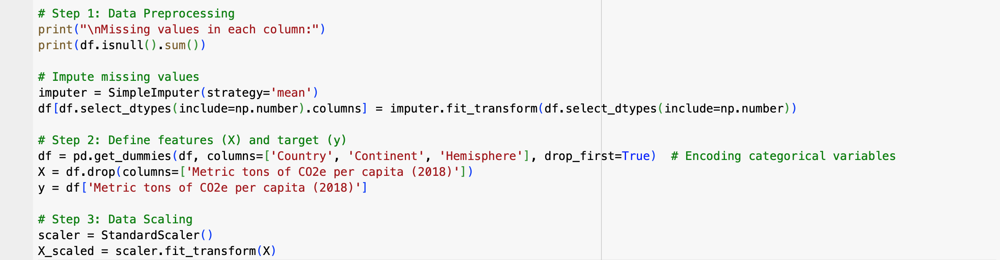 # Step 1: Data Preprocessing
print("\nMissing values in each column:")
print(df.isnull().sum())
# Impute missing values
imputer = SimpleImputer(strategy='mean')
df[df.select_dtypes(include=np.number).columns] = imputer.fit_transform(df.select_dtypes(include=np.number))
# Step 2: Define features (X) and target (y)
df = pd.get_dummies(df, columns=['Country', 'Continent', 'Hemisphere'], drop_first=True)  # Encoding categorical variables
X = df.drop(columns=['Metric tons of CO2e per capita (2018)'])
y = df['Metric tons of CO2e per capita (2018)']
# Step 3: Data Scaling
scaler = StandardScaler()
X_scaled = scaler.fit_transform(X)